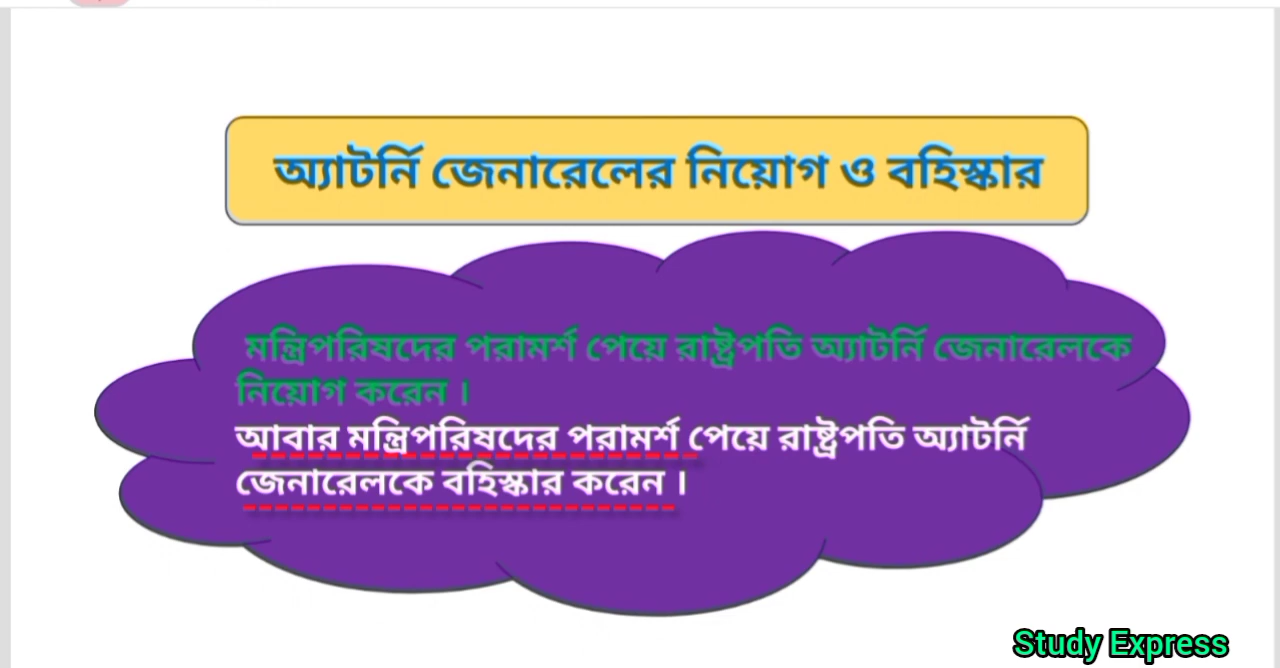 অ্যাটর্নি জেনারেলের নিয়োগ ও বহিস্কার
মন্ত্রিপরিষদের পরামর্শ পেয়ে রাষ্ট্রপতি অ্যাটর্নি জেনারেলকে
নিয়োগ করেন ।
আবার মন্ত্রিপরিষদের পরামর্শ পেয়ে রাষ্ট্রপতি অ্যাটর্নি
জেনারেলকে বহিস্কার করেন ।
Study Express